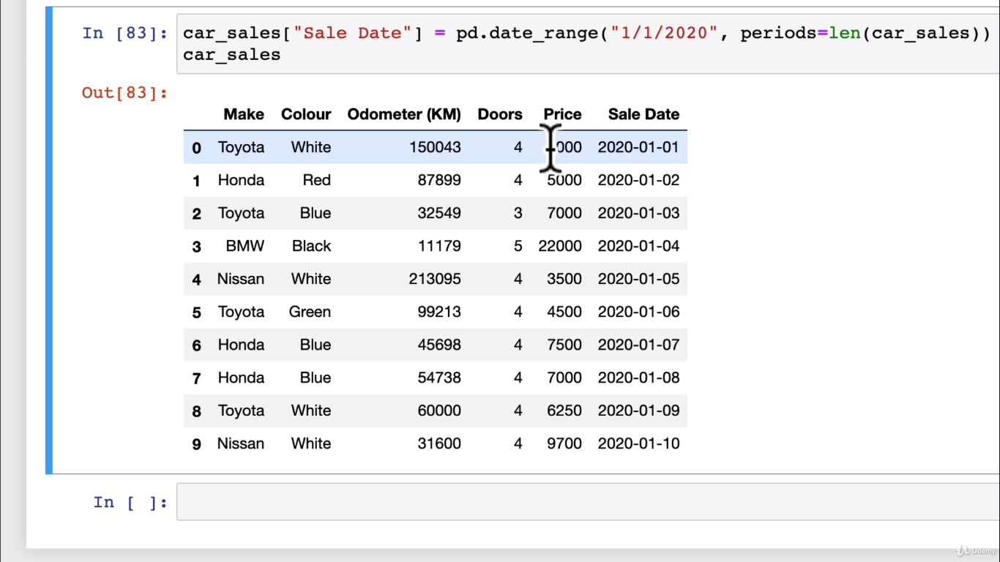 In [83]: car_sales["Sale Date"] = pd.date_range("1/1/2020", periods=len(car_sales))
car_sales
Out[83]:
Make Colour Odometer (KM) Doors Price Sale Date
0 Toyota White 150043 4 000 2020-01-01
1 Honda Red 87899 4 5000 2020-01-02
2 Toyota Blue 32549 3 7000 2020-01-03
3 BMW Black 11179 5 22000 2020-01-04
4 Nissan White 213095 4 3500 2020-01-05
5 Toyota Green 99213 4 4500 2020-01-06
6 Honda Blue 45698 4 7500 2020-01-07
7 Honda Blue 54738 4 7000 2020-01-08
8 Toyota White 60000 4 6250 2020-01-09
9 Nissan White 31600 4 9700 2020-01-10
In [ ]:
Udemy